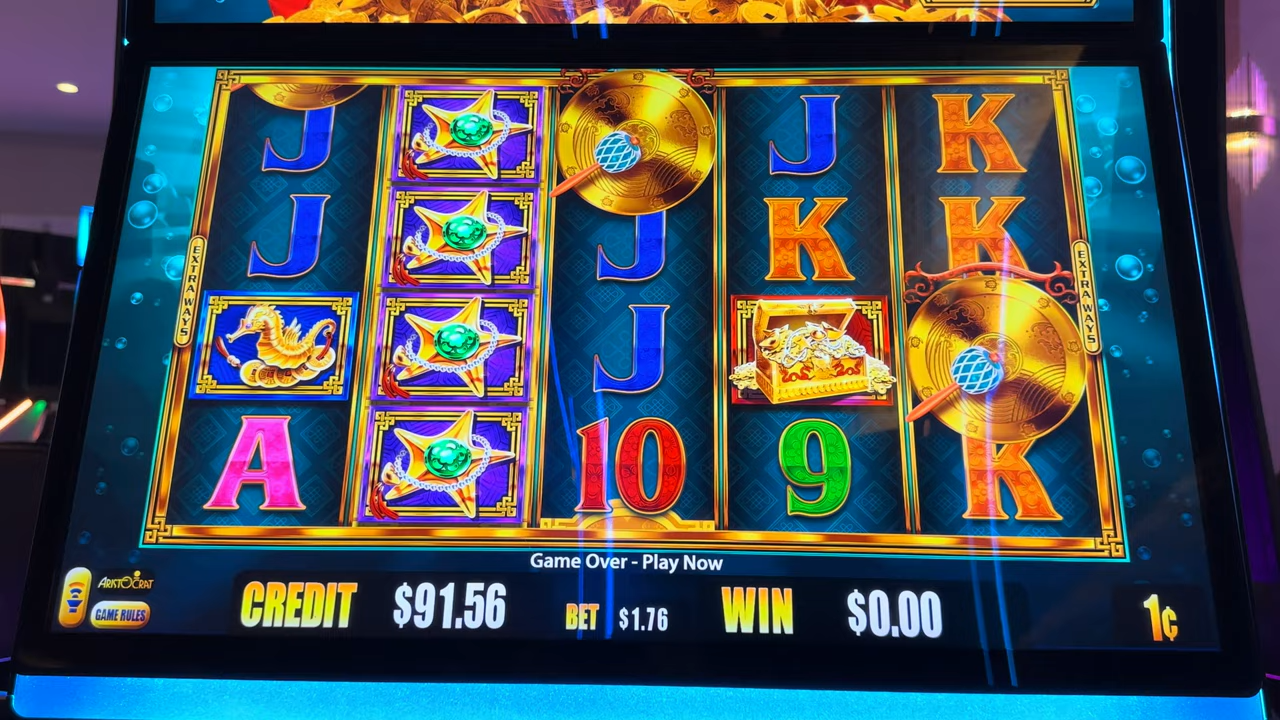 J J K
J K K
EXTRA WAYS J EXTRA WAYS
J
A 10 9 K
Game Over - Play Now
ARISTOCRAT
GAME RULES
CREDIT $91.56 BET $1.76 WIN $0.00 1¢